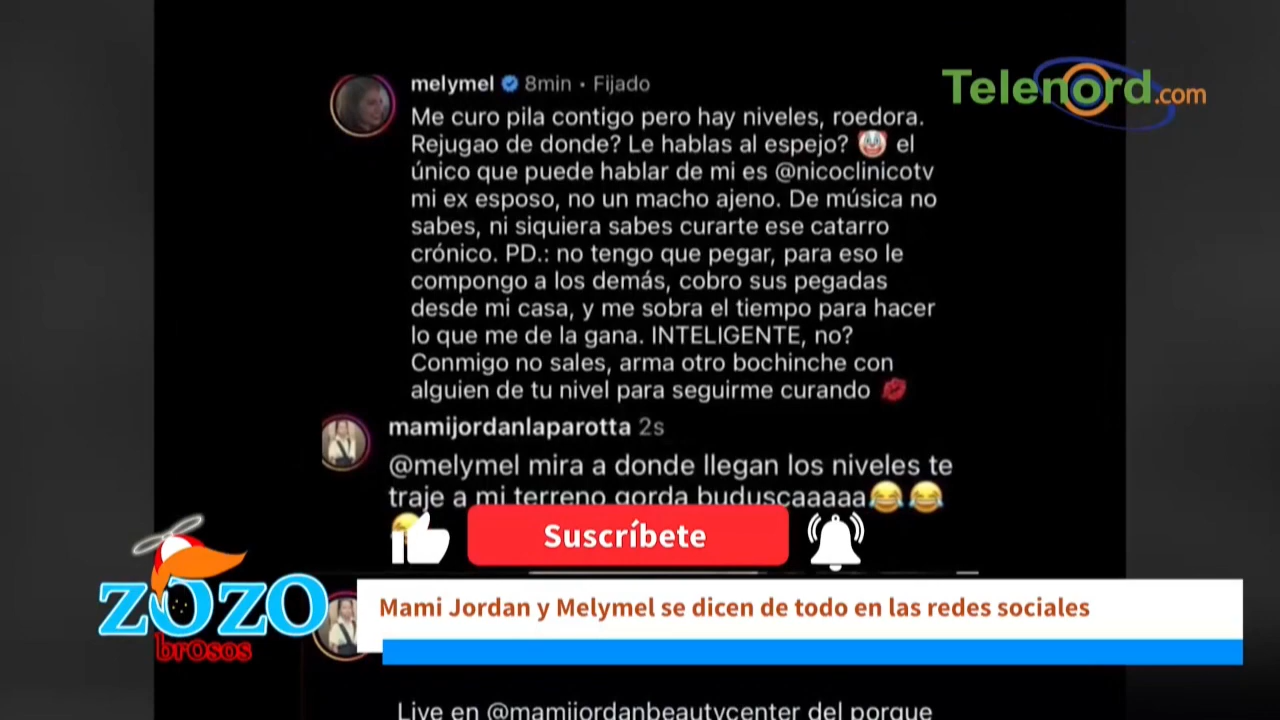 melymel 8min • Fijado
Telenord.com
Me curo pila contigo pero hay niveles, roedora.
Rejugao de donde? Le hablas al espejo? 🤡 el
único que puede hablar de mi es @nicoclinicotv
mi ex esposo, no un macho ajeno. De música no
sabes, ni siquiera sabes curarte ese catarro
crónico. PD.: no tengo que pegar, para eso le
compongo a los demás, cobro sus pegadas
desde mi casa, y me sobra el tiempo para hacer
lo que me de la gana. INTELIGENTE, no?
Conmigo no sales, arma otro bochinche con
alguien de tu nivel para seguirme curando 💋
mamijordanlaparotta 2s
@melymel mira a donde llegan los niveles te
traje a mi terreno gorda buduscaaaaa😂😂
Suscríbete
ZOZO
brOsos
Mami Jordan y Melymel se dicen de todo en las redes sociales
Live en @mamijordanbeautycenter del porque